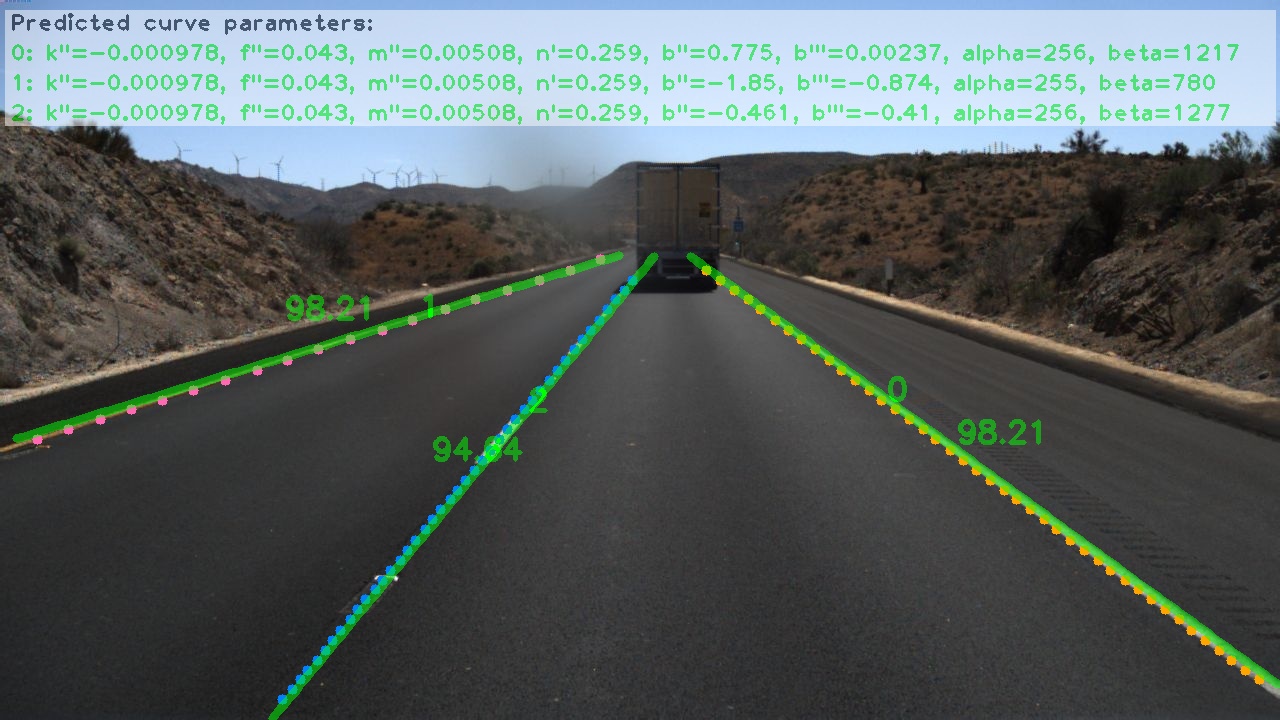 Predicted curve parameters:
0: k''=-0.000978, f''=0.043, m''=0.00508, n'=0.259, b''=0.775, b'''=0.00237, alpha=256, beta=1217
1: k''=-0.000978, f''=0.043, m''=0.00508, n'=0.259, b''=-1.85, b'''=-0.874, alpha=255, beta=780
2: k''=-0.000978, f''=0.043, m''=0.00508, n'=0.259, b''=-0.461, b'''=-0.41, alpha=256, beta=1277
98.21 1
2 0
94.64 98.21